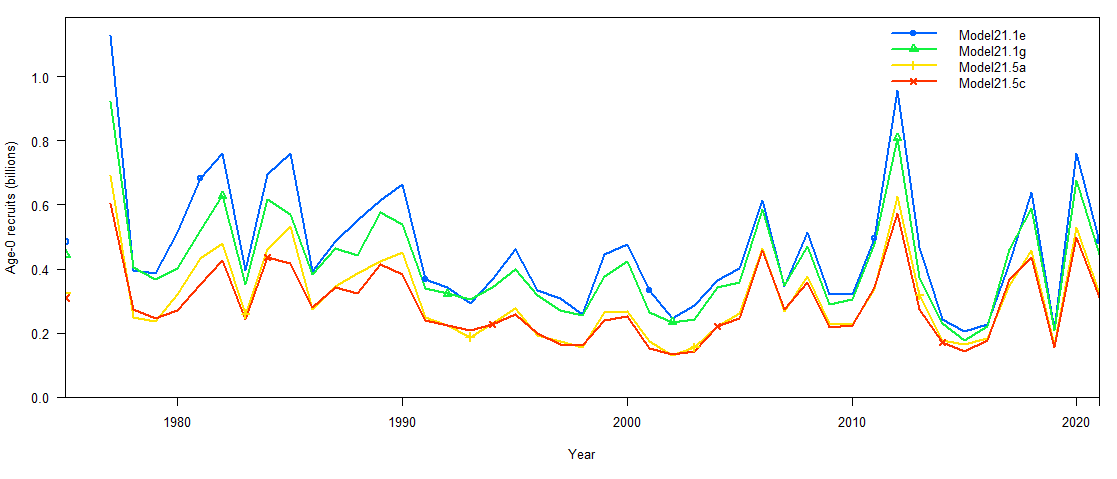 Model21.1e
Model21.1g
Model21.5a
Model21.5c
1.0
0.8
0.6
0.4
0.2
0.0
Age-0 recruits (billions)
1980 1990 2000 2010 2020
Year